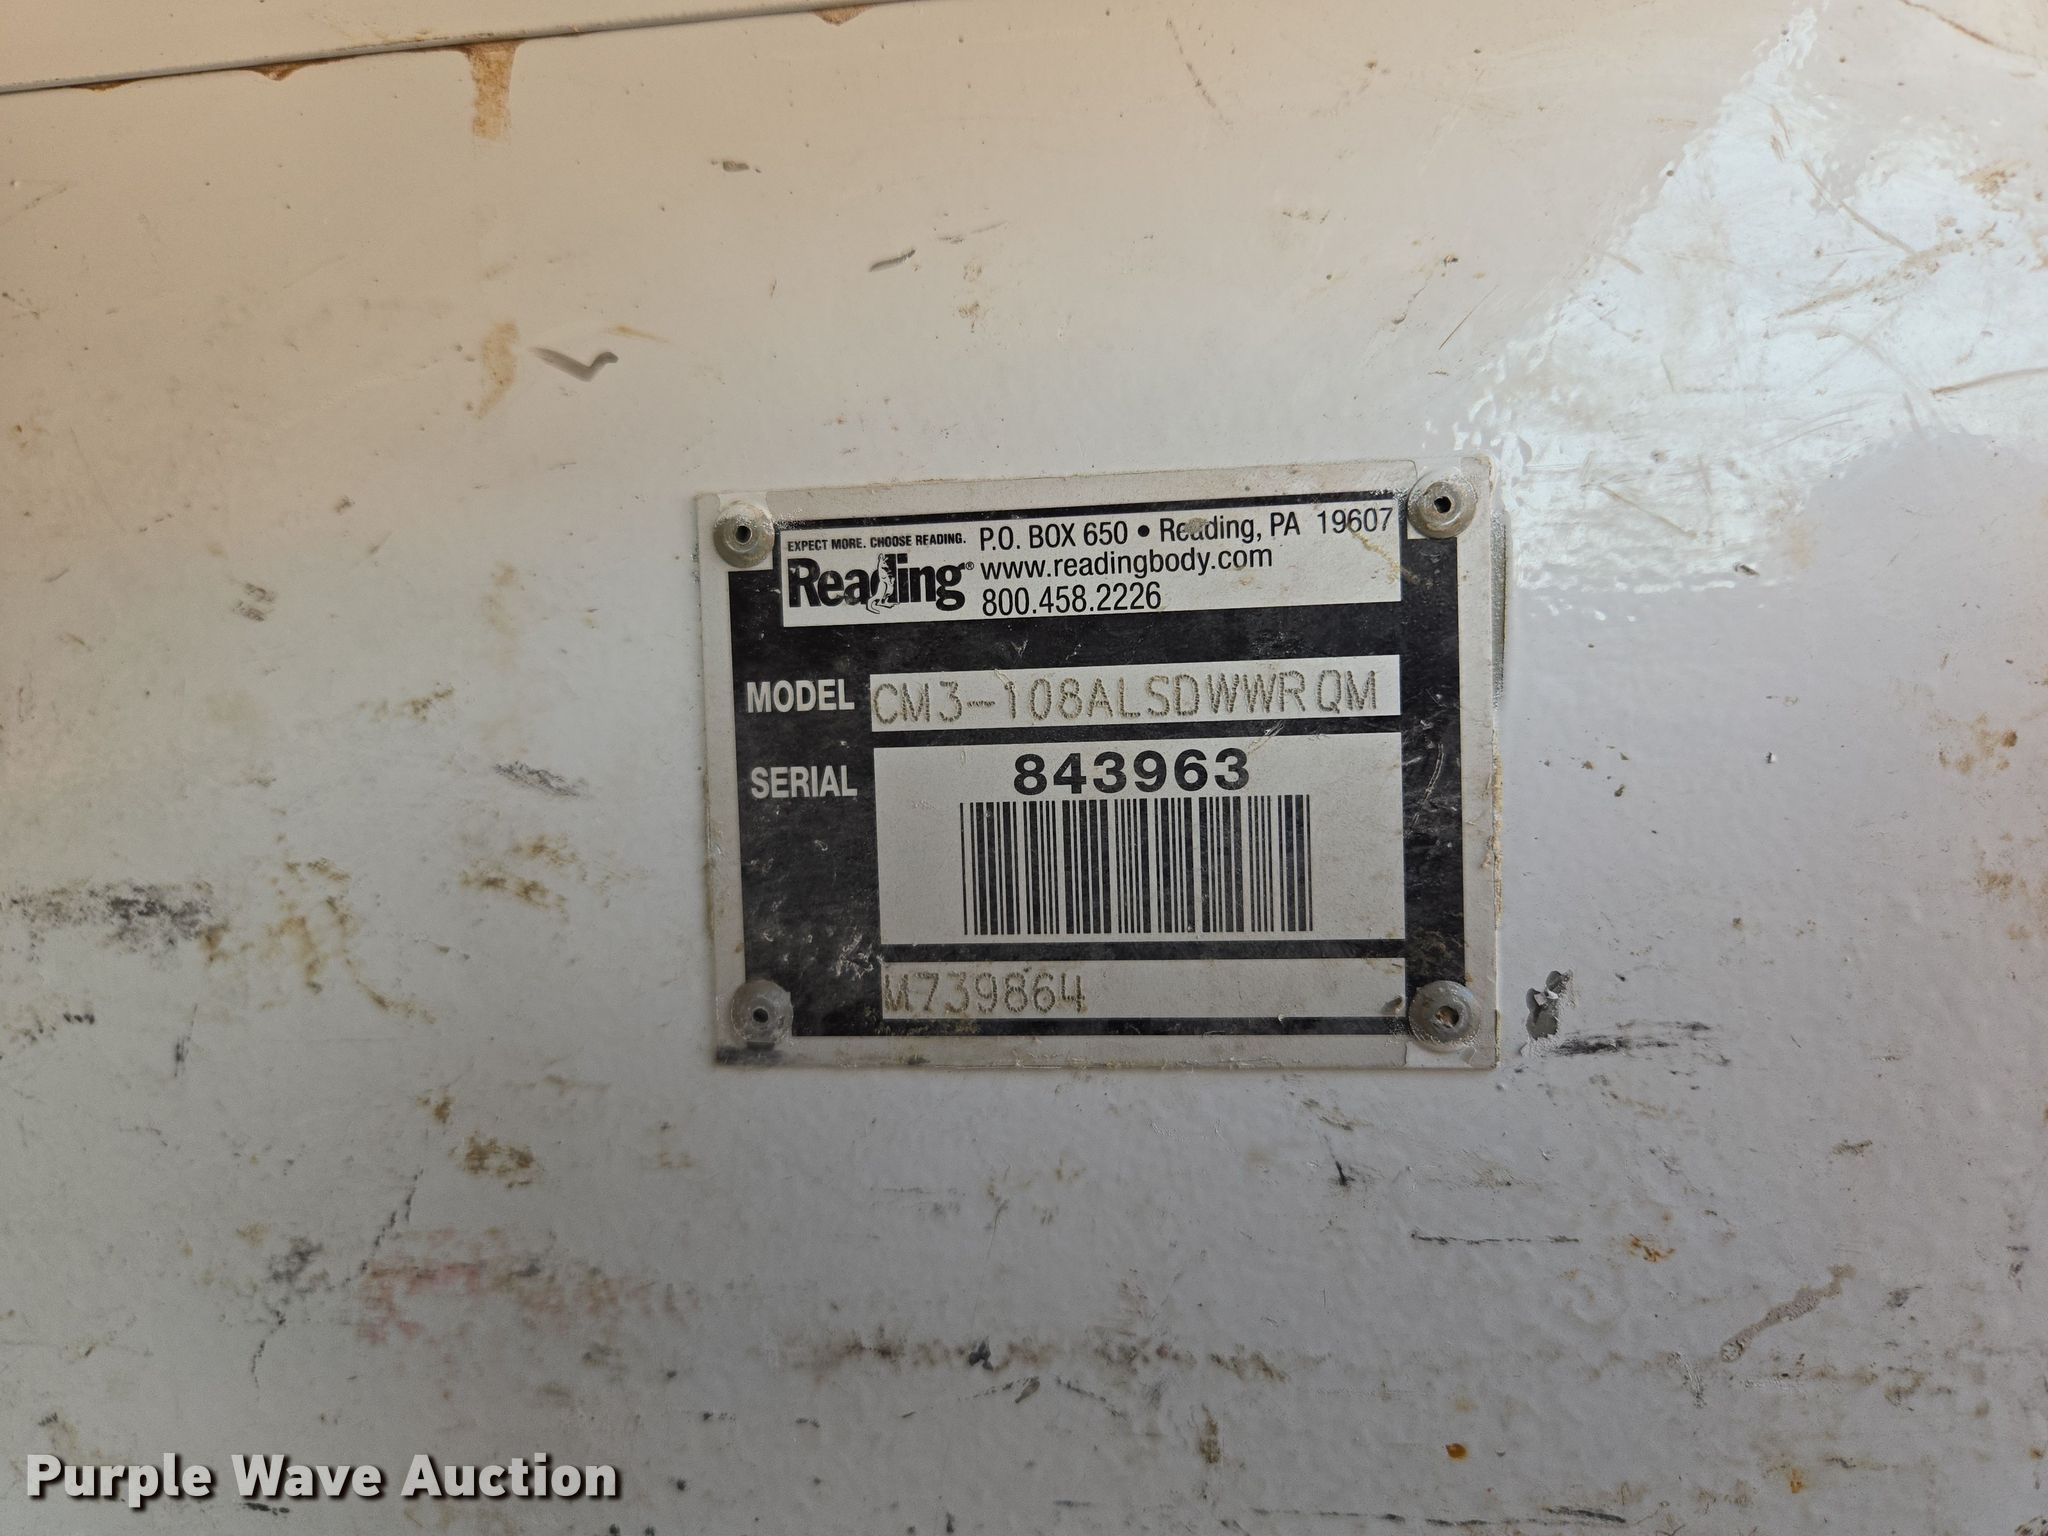 EXPECT MORE. CHOOSE READING. P.O. BOX 650 • Reading, PA 19607
Reading® www.readingbody.com
800.458.2226
MODEL CM3-108ALSDWWRQM
SERIAL 843963
M739864
Purple Wave Auction